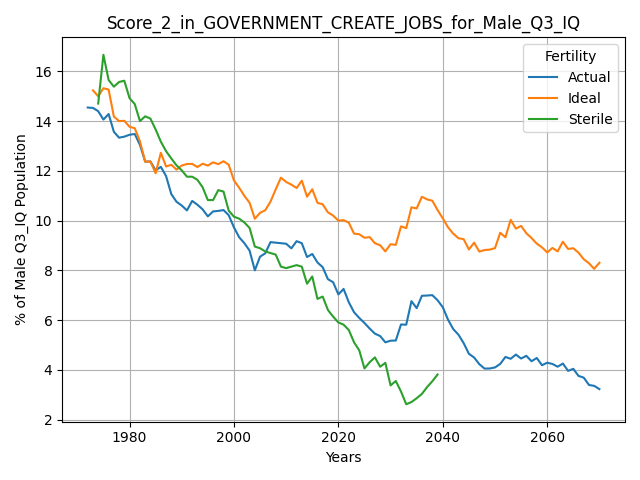 Score_2_in_GOVERNMENT_CREATE_JOBS_for_Male_Q3_IQ
Fertility
Actual
Ideal
Sterile
% of Male Q3_IQ Population
16
14
12
10
8
6
4
2
1980
2000
2020
2040
2060
Years